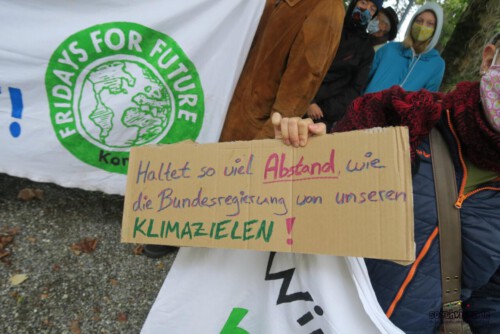 FRIDAYS FOR FUTURE
Haltet so viel Abstand, wie
die Bundesregierung von unseren
KLIMAZIELEN!